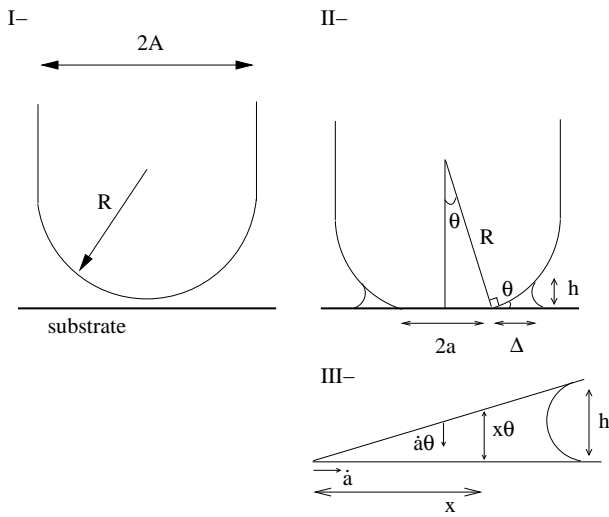 I–
2A
R
substrate
II–
θ
R
θ
h
2a
Δ
III–
ȧθ
xθ
h
ȧ
x